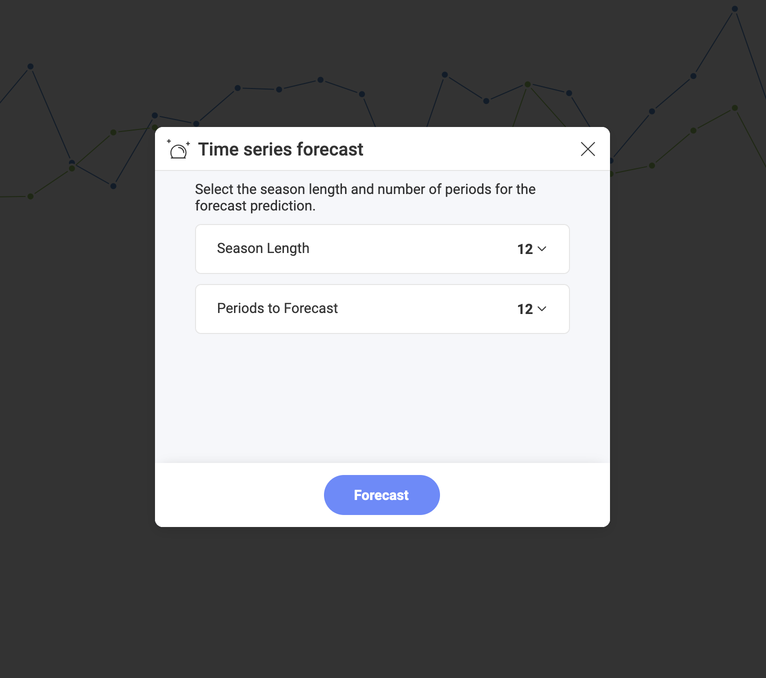 Time series forecast
Select the season length and number of periods for the
forecast prediction.
Season Length 12
Periods to Forecast 12
Forecast